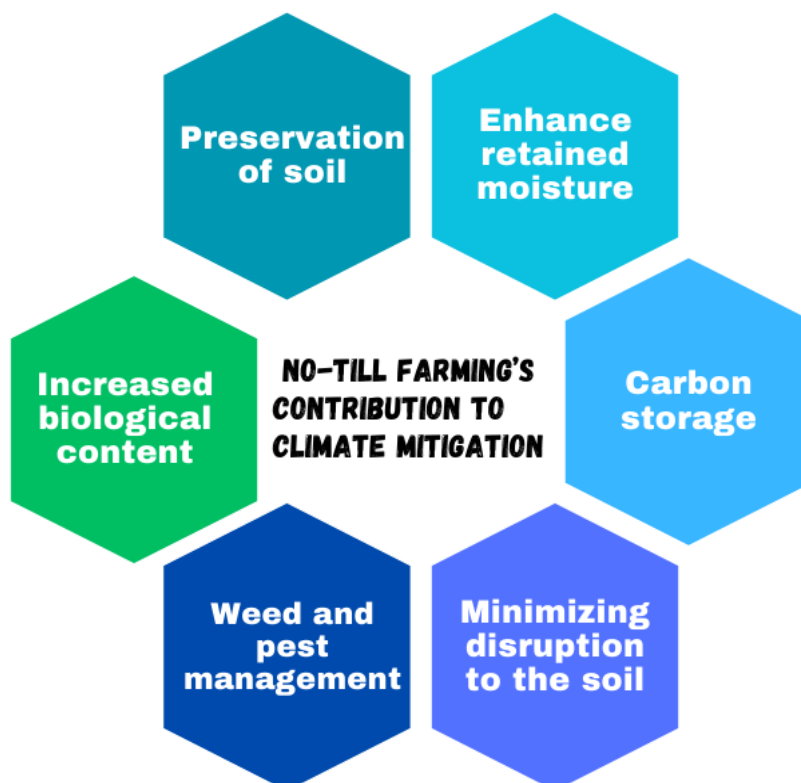 Preservation
of soil
Enhance
retained
moisture
Increased
biological
content
NO-TILL FARMING'S
CONTRIBUTION TO
CLIMATE MITIGATION
Carbon
storage
Weed and
pest
management
Minimizing
disruption
to the soil